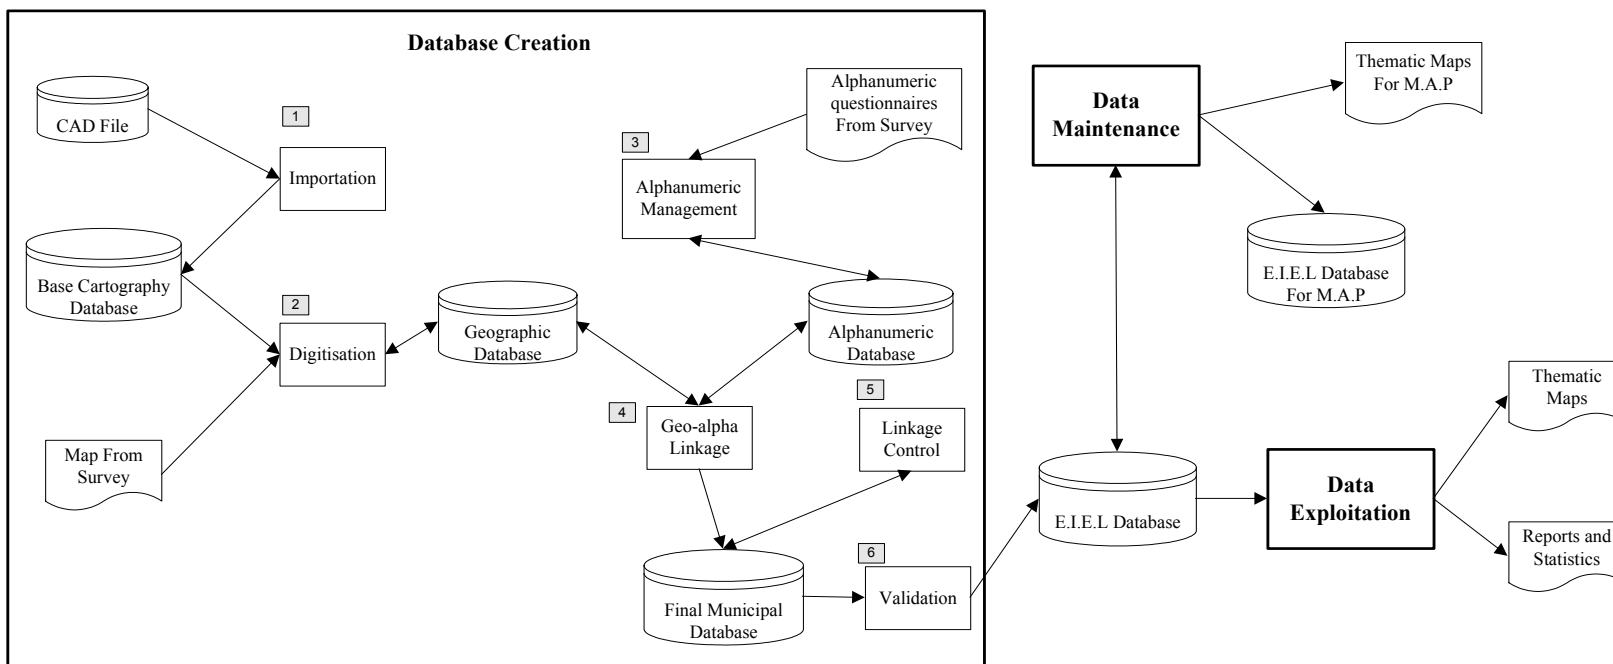 Database Creation
CAD File
1
Importation
Base Cartography
Database
2
Digitisation
Map From
Survey
Geographic
Database
Alphanumeric
questionnaires
From Survey
3
Alphanumeric
Management
Alphanumeric
Database
4
Geo-alpha
Linkage
5
Linkage
Control
Final Municipal
Database
6
Validation
Data
Maintenance
Thematic Maps
For M.A.P
E.I.E.L Database
For M.A.P
E.I.E.L Database
Data
Exploitation
Thematic
Maps
Reports and
Statistics